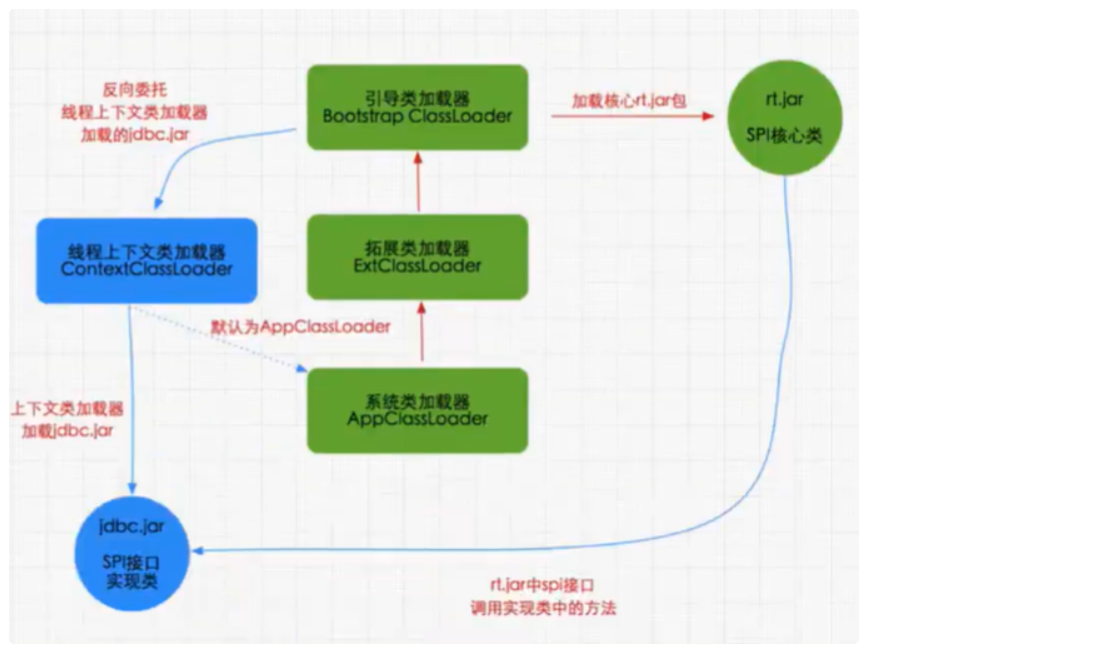 反向委托
线程上下文类加载器
加载的jdbc.jar
引导类加载器
Bootstrap ClassLoader
加载核心rt.jar包
rt.jar
SPI核心类
线程上下文类加载器
ContextClassLoader
拓展类加载器
ExtClassLoader
默认为AppClassLoader
系统类加载器
AppClassLoader
上下文类加载器
加载jdbc.jar
jdbc.jar
SPI接口
实现类
rt.jar中spi接口
调用实现类中的方法